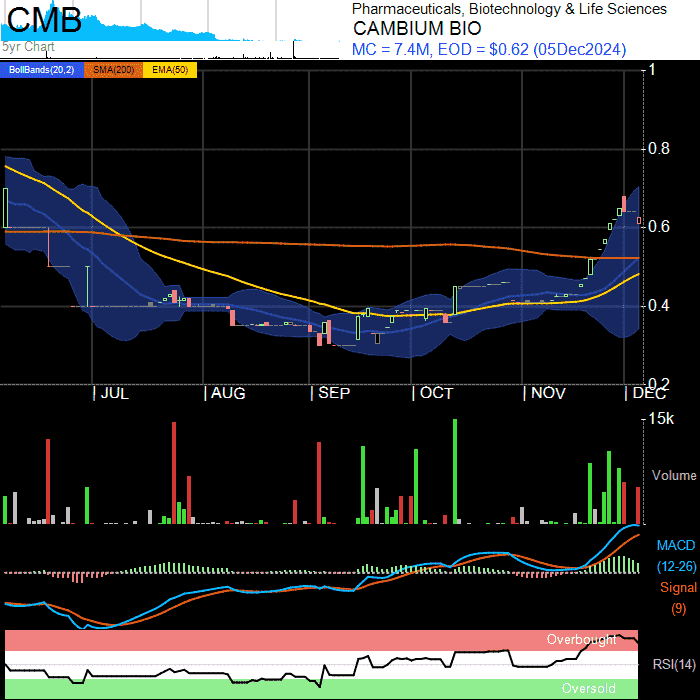 CMB
Pharmaceuticals, Biotechnology & Life Sciences
CAMBIUM BIO
5yr Chart
MC = 7.4M, EOD = $0.62 (05Dec2024)
BollBands(20,2) SMA(200) EMA(50)
1
0.8
0.6
0.4
0.2
JUL AUG SEP OCT NOV DEC
15k
Volume
MACD
(12-26)
Signal
(9)
Overbought
RSI(14)
Oversold